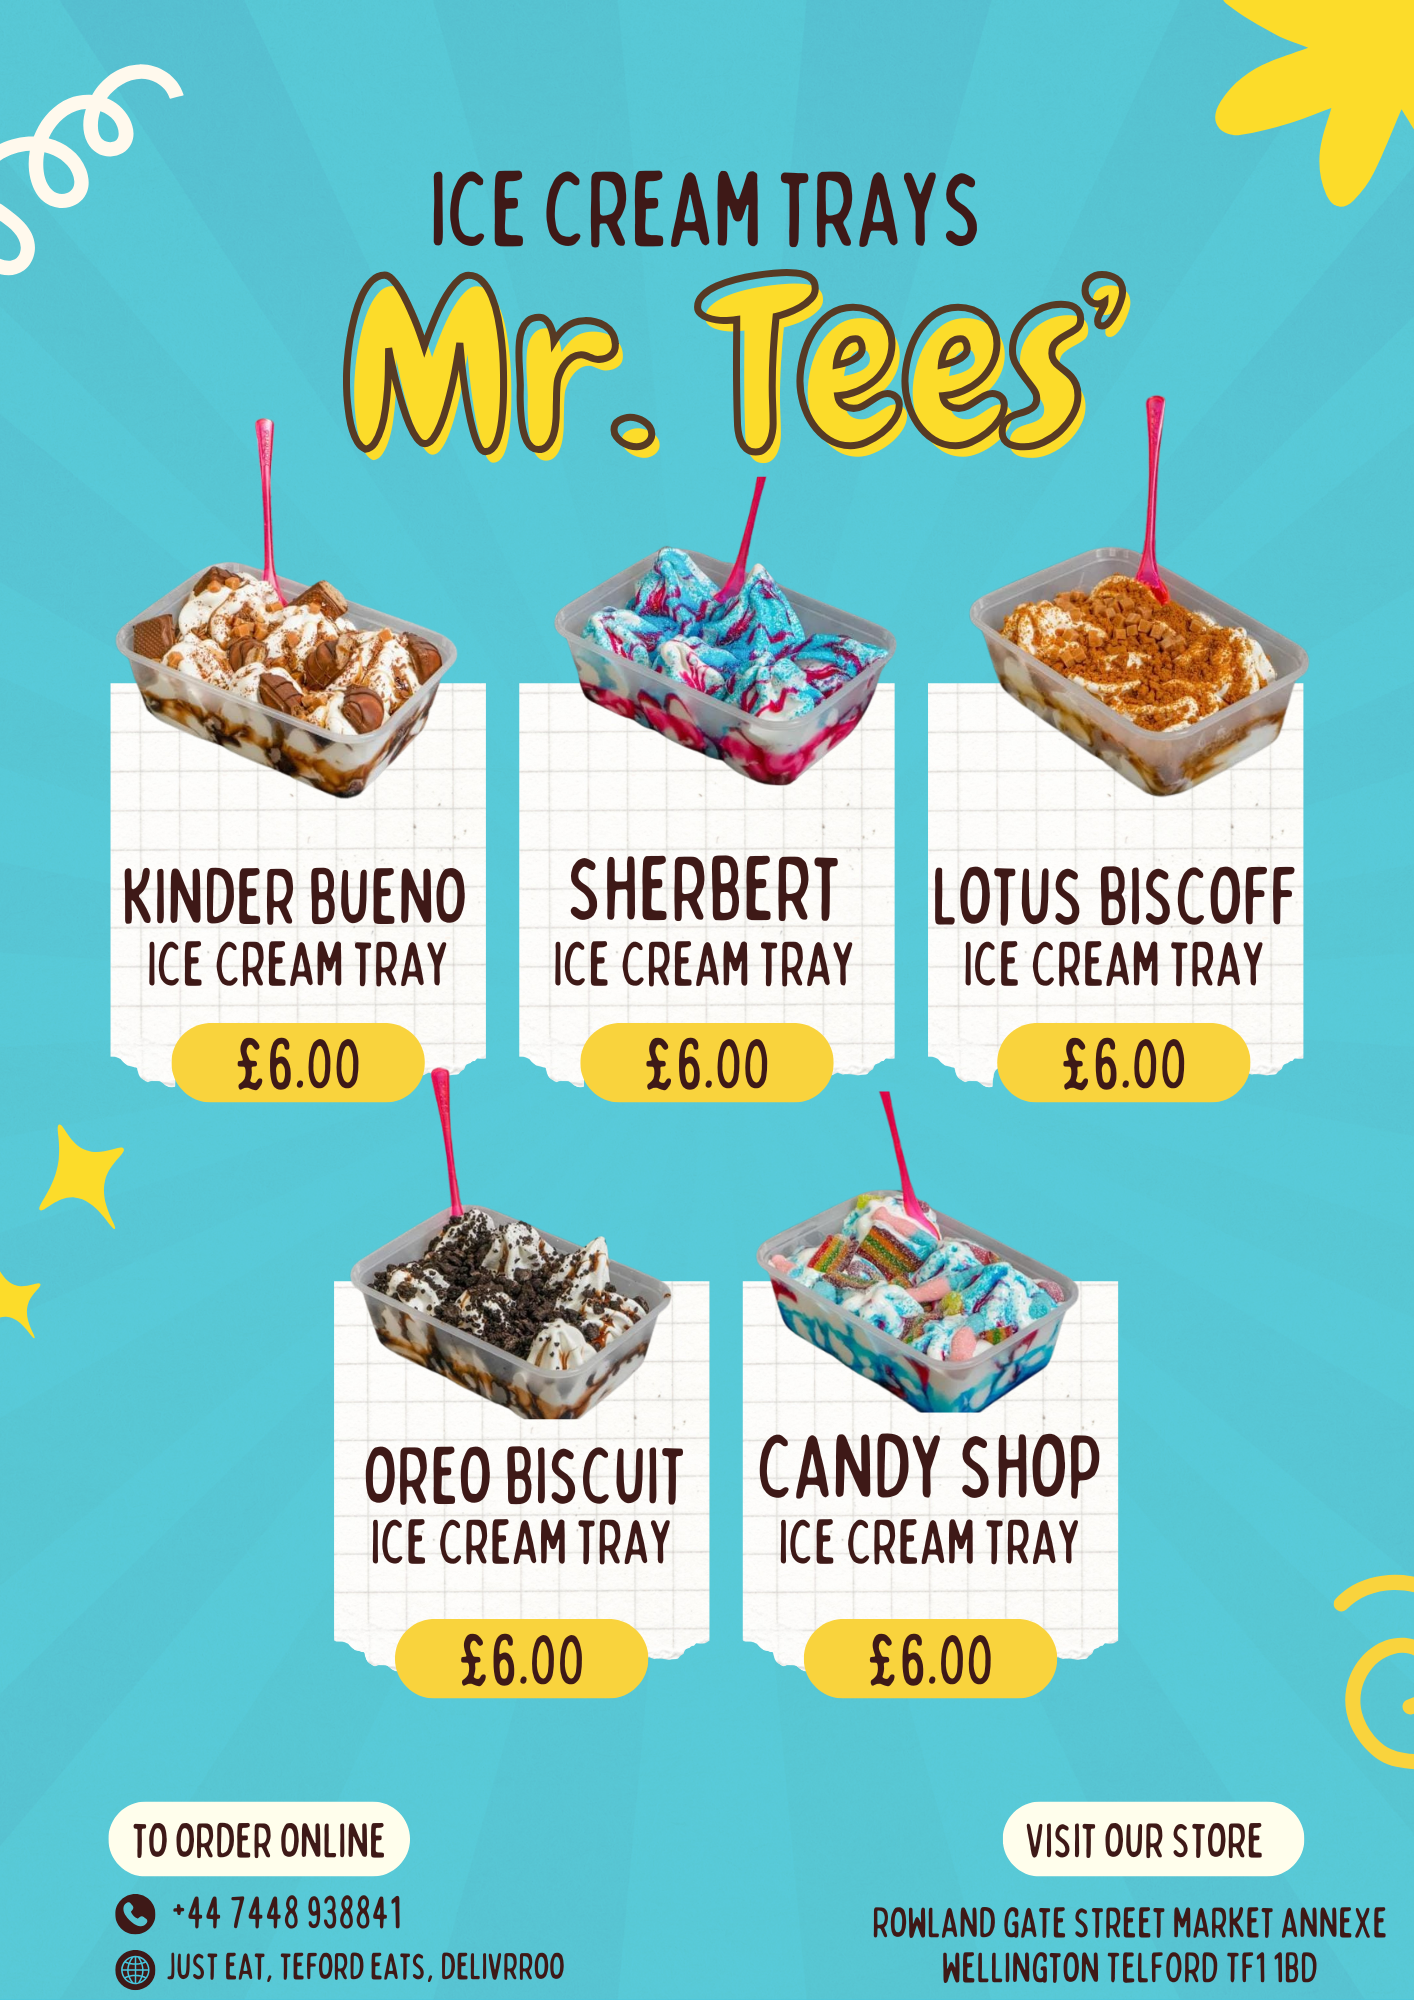 ICE CREAM TRAYS
Mr. Tees'
KINDER BUENO
ICE CREAM TRAY
£6.00
SHERBERT
ICE CREAM TRAY
£6.00
LOTUS BISCOFF
ICE CREAM TRAY
£6.00
OREO BISCUIT
ICE CREAM TRAY
£6.00
CANDY SHOP
ICE CREAM TRAY
£6.00
TO ORDER ONLINE
+44 7448 938841
JUST EAT, TEFORD EATS, DELIVRROO
VISIT OUR STORE
ROWLAND GATE STREET MARKET ANNEXE
WELLINGTON TELFORD TF1 1BD